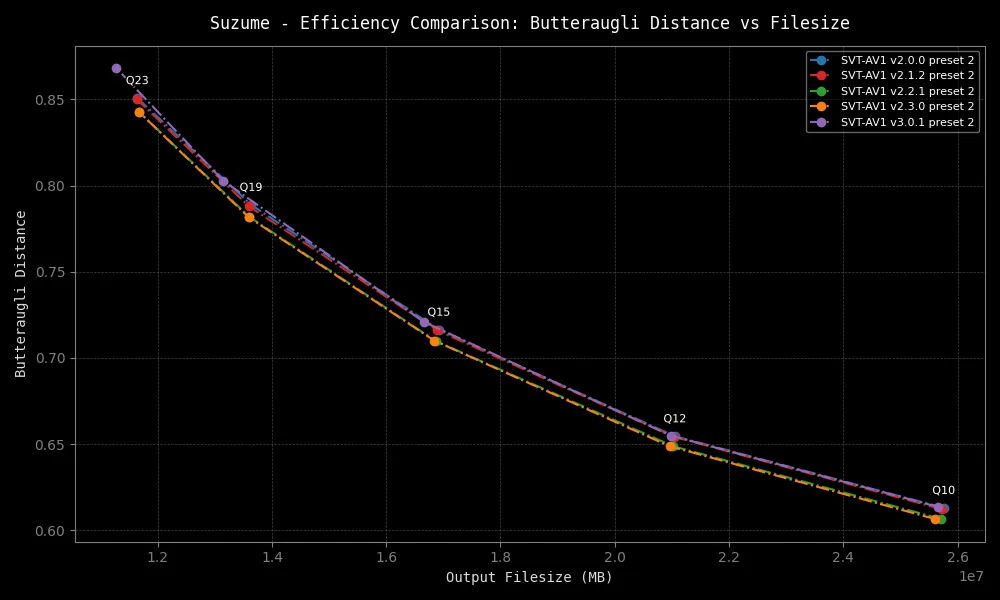 Suzume - Efficiency Comparison: Butteraugli Distance vs Filesize
SVT-AV1 v2.0.0 preset 2
SVT-AV1 v2.1.2 preset 2
SVT-AV1 v2.2.1 preset 2
SVT-AV1 v2.3.0 preset 2
SVT-AV1 v3.0.1 preset 2
Q23
Q19
Q15
Q12
Q10
Butteraugli Distance
0.85
0.80
0.75
0.70
0.65
0.60
1.2 1.4 1.6 1.8 2.0 2.2 2.4 2.6
1e7
Output Filesize (MB)